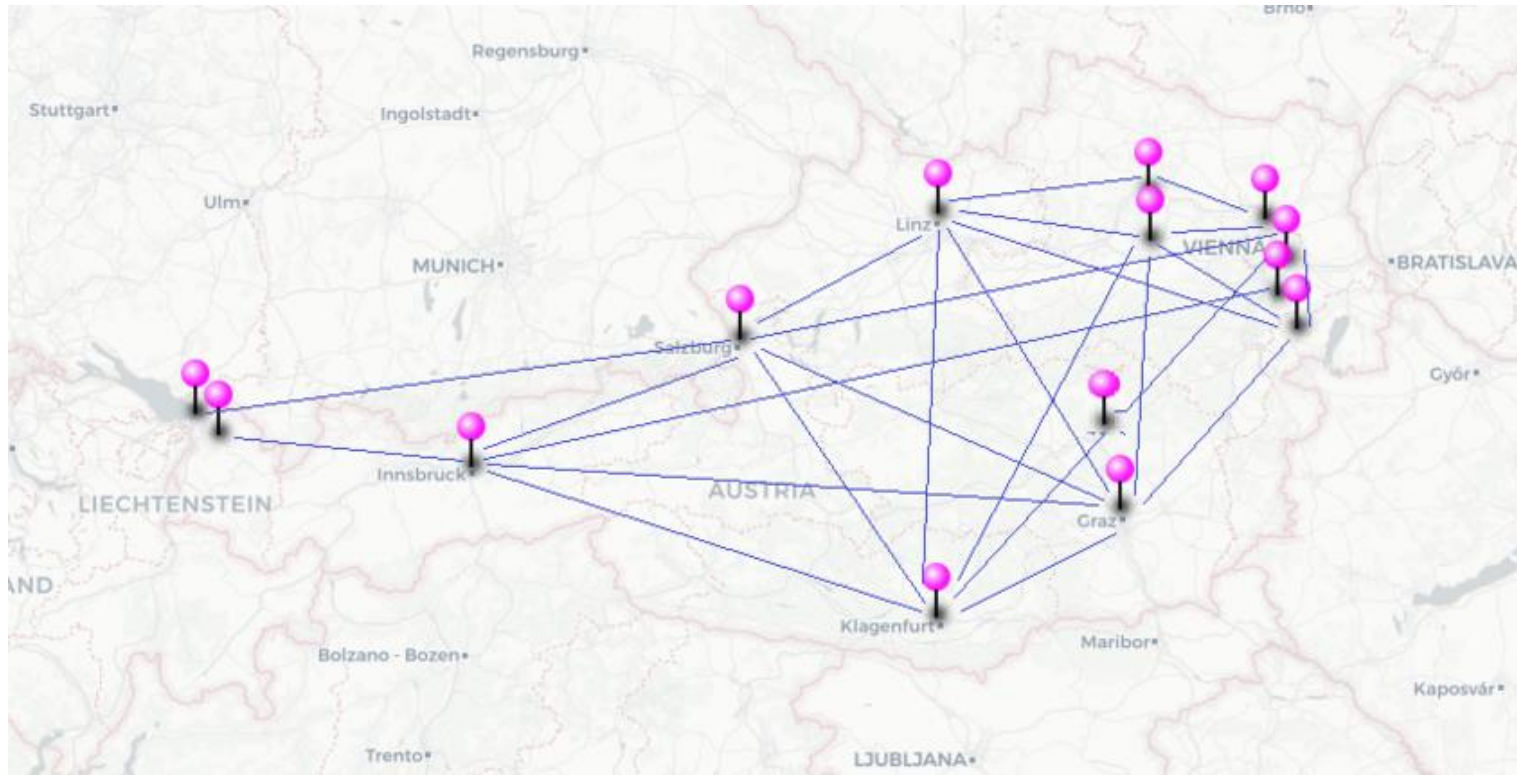 Brno
Regensburg
Stuttgart
Ingolstadt
Ulm
Linz
MUNICH
VIENNA
BRATISLAVA
Salzburg
Győr
Innsbruck
LIECHTENSTEIN
AUSTRIA
Graz
AND
Klagenfurt
Maribor
Bolzano - Bozen
Kaposvár
Trento
LJUBLJANA